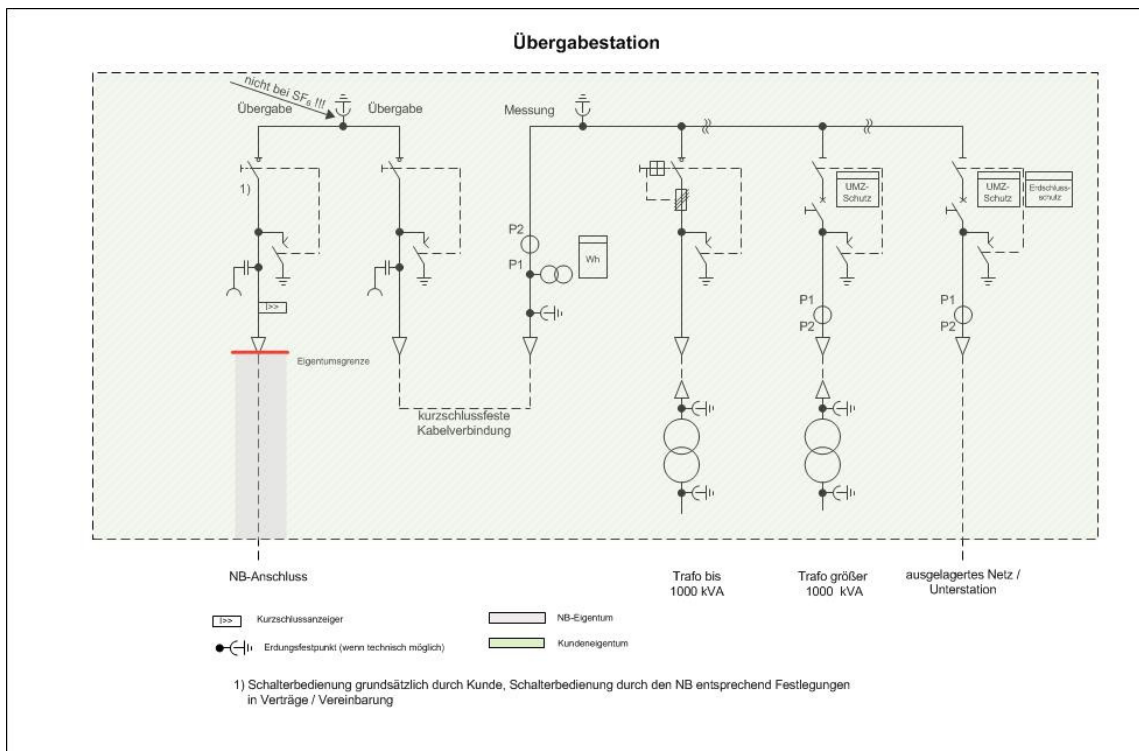 Übergabestation
nicht bei SF6 !!!
Übergabe
Übergabe
Messung
1)
UMZ-
Schutz
UMZ-
Schutz
Erdschluss-
schutz
P2
P1
Wh
I>>
P1
P2
P1
P2
Eigentumsgrenze
kurzschlussfeste
Kabelverbindung
NB-Anschluss
Trafo bis
1000 kVA
Trafo größer
1000 kVA
ausgelagertes Netz /
Unterstation
I>> Kurzschlussanzeiger
NB-Eigentum
Erdungsfestpunkt (wenn technisch möglich)
Kundeneigentum
1) Schalterbedienung grundsätzlich durch Kunde, Schalterbedienung durch den NB entsprechend Festlegungen
in Verträge / Vereinbarung